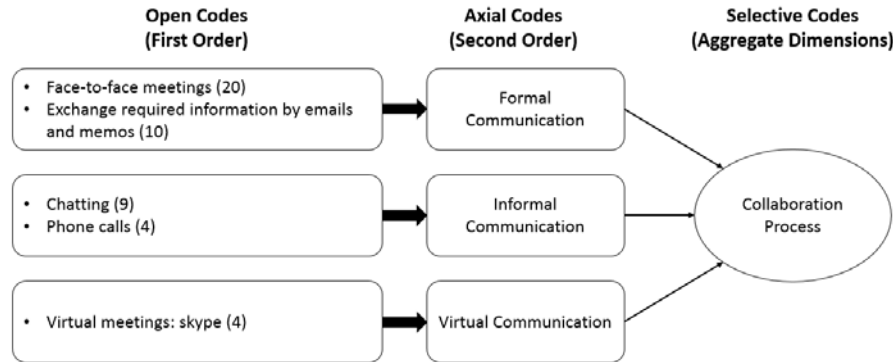 Open Codes
(First Order)
Axial Codes
(Second Order)
Selective Codes
(Aggregate Dimensions)
• Face-to-face meetings (20)
• Exchange required information by emails
and memos (10)
Formal
Communication
• Chatting (9)
• Phone calls (4)
Informal
Communication
Collaboration
Process
• Virtual meetings: skype (4)
Virtual Communication